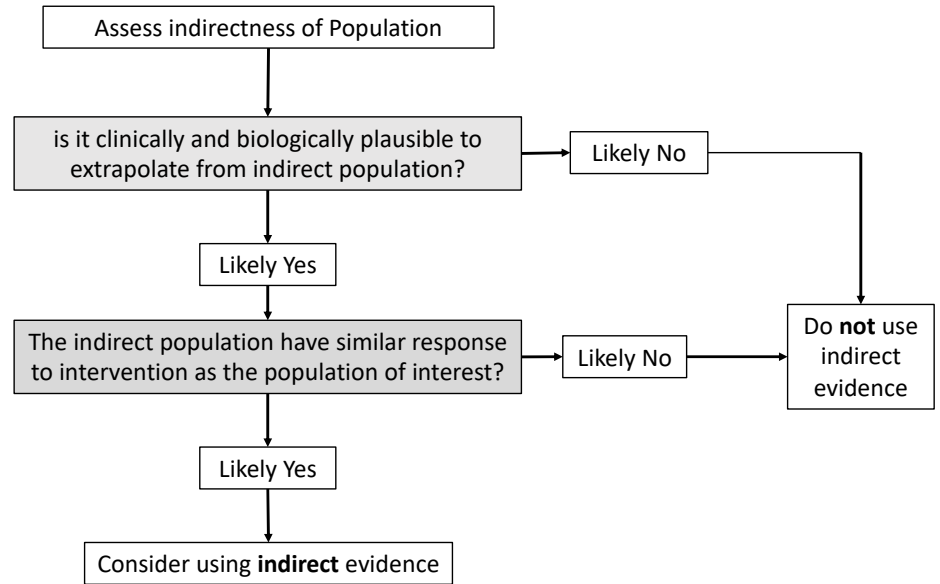 Assess indirectness of Population
is it clinically and biologically plausible to
extrapolate from indirect population?
Likely No
Likely Yes
The indirect population have similar response
to intervention as the population of interest?
Likely No
Do not use
indirect
evidence
Likely Yes
Consider using indirect evidence